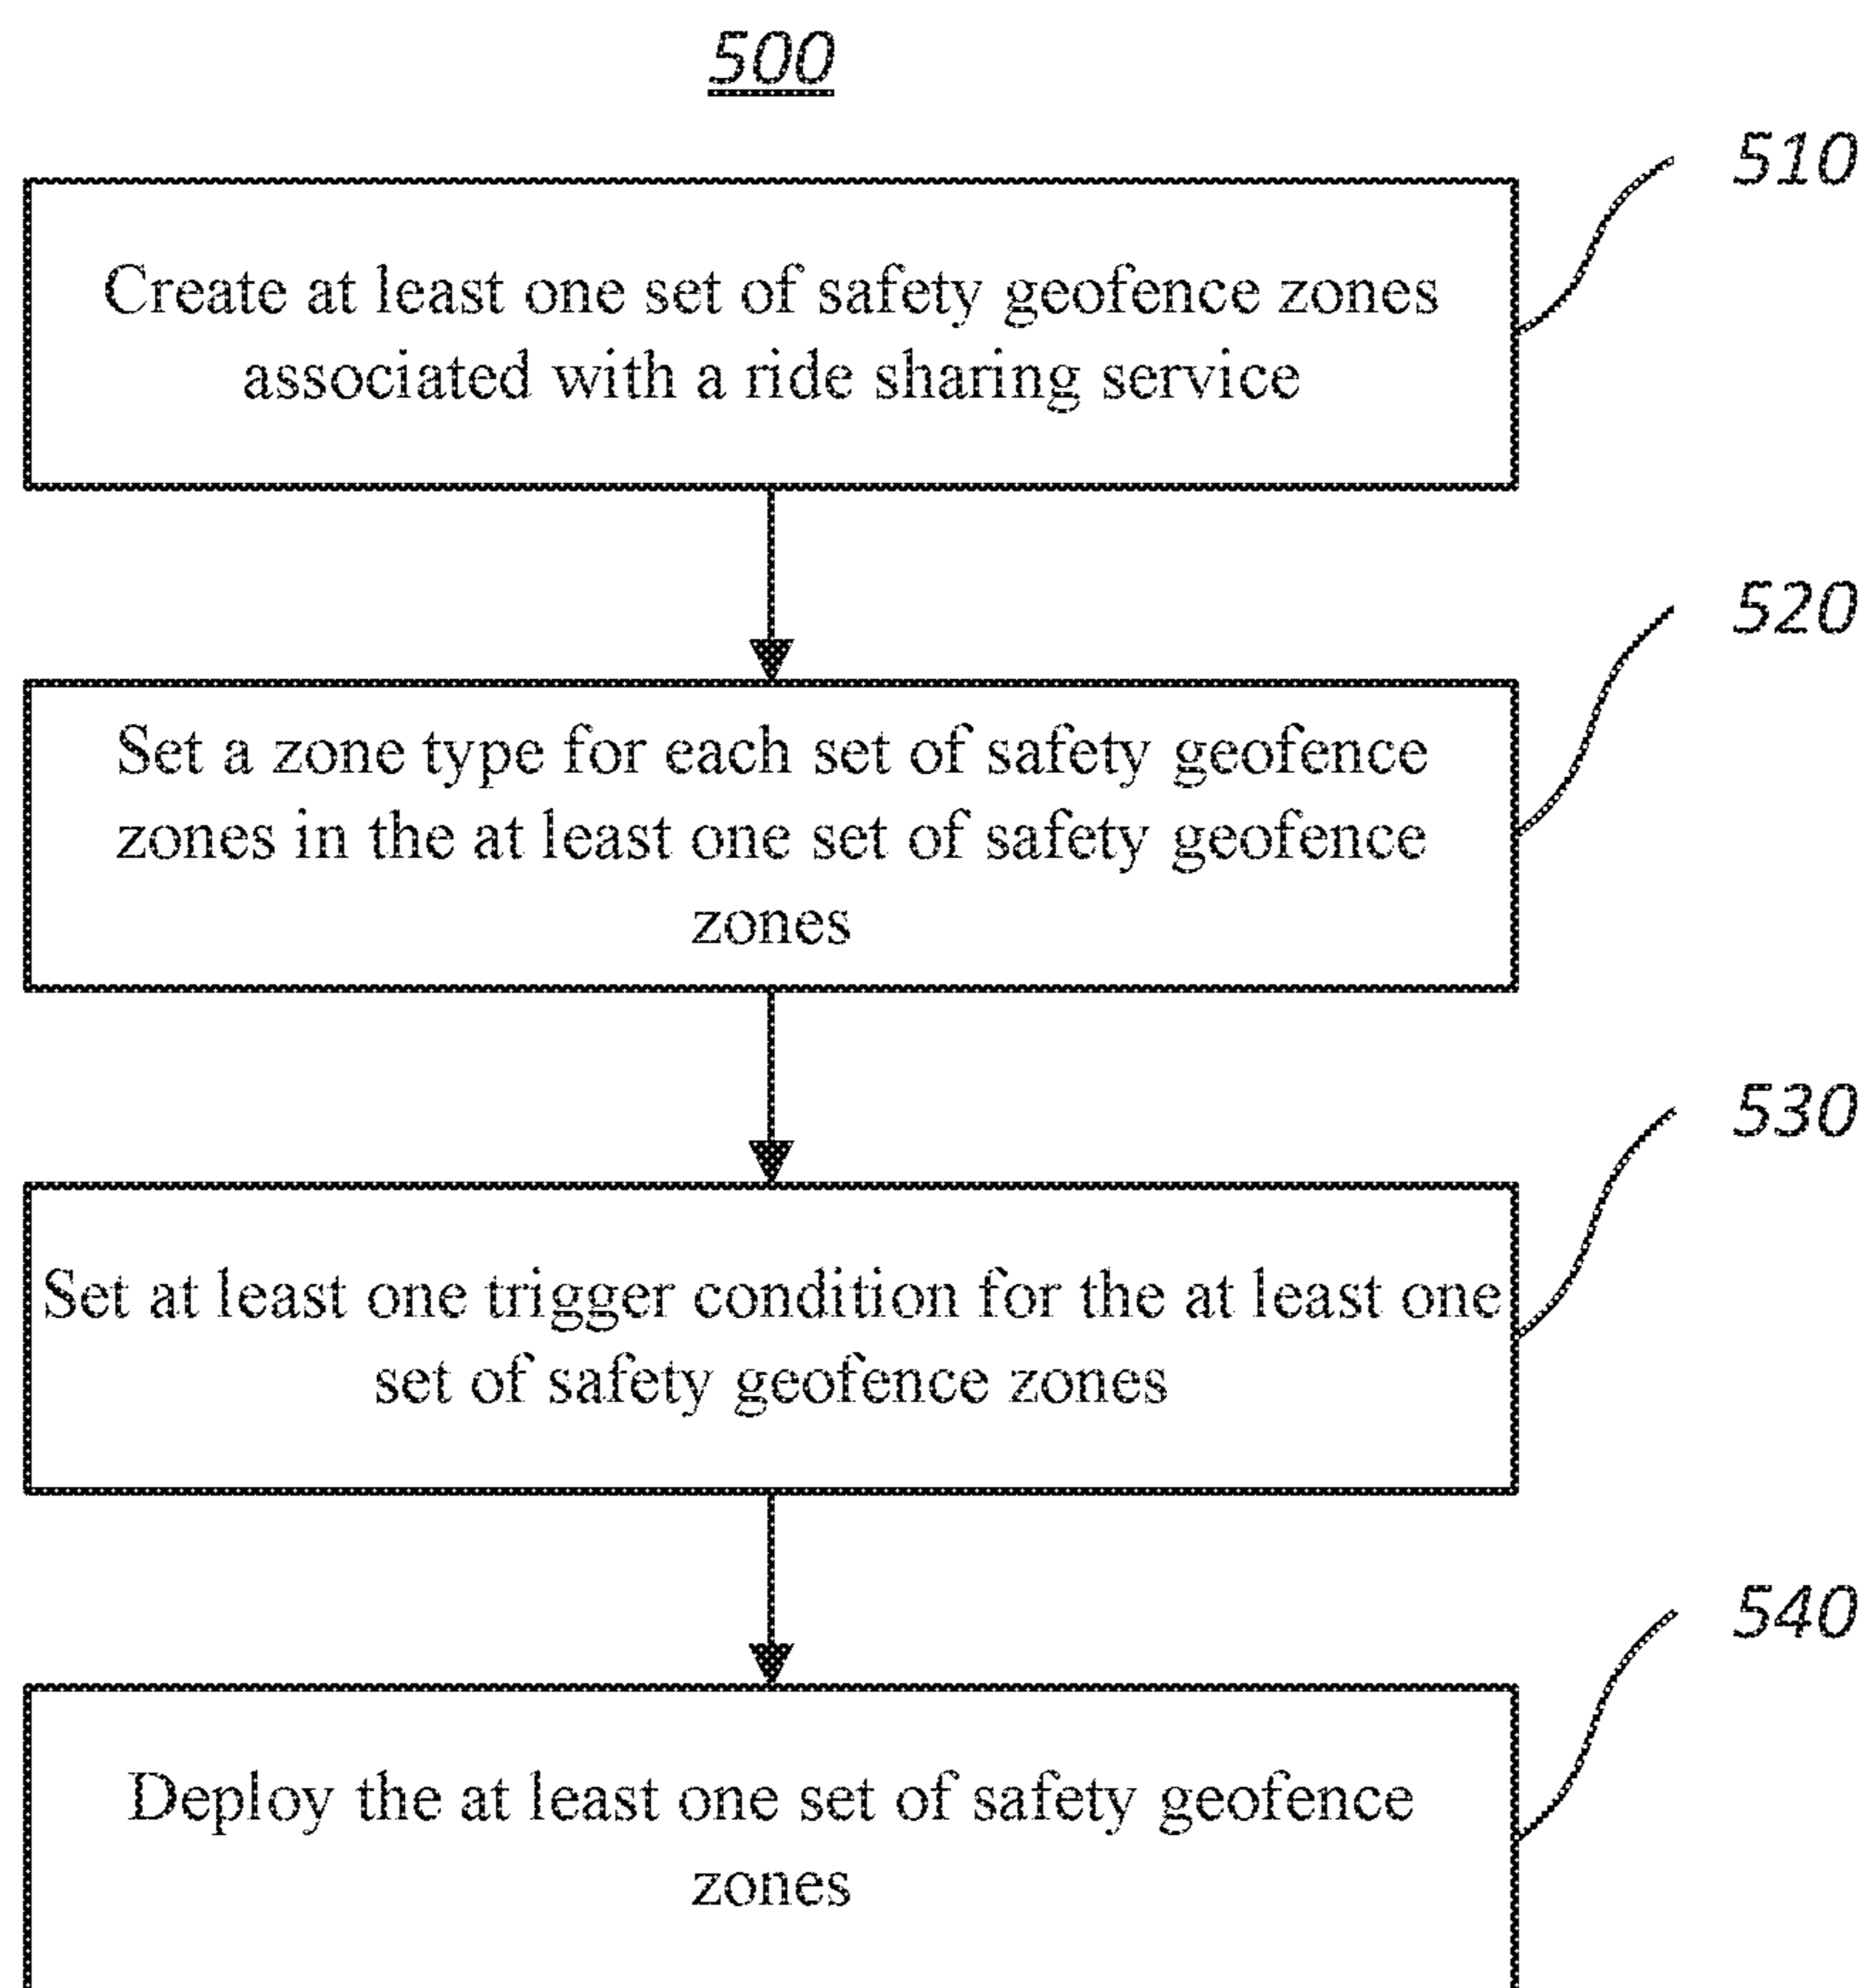 500
510
Create at least one set of safety geofence zones
associated with a ride sharing service
520
Set a zone type for each set of safety geofence
zones in the at least one set of safety geofence
zones
530
Set at least one trigger condition for the at least one
set of safety geofence zones
540
Deploy the at least one set of safety geofence
zones